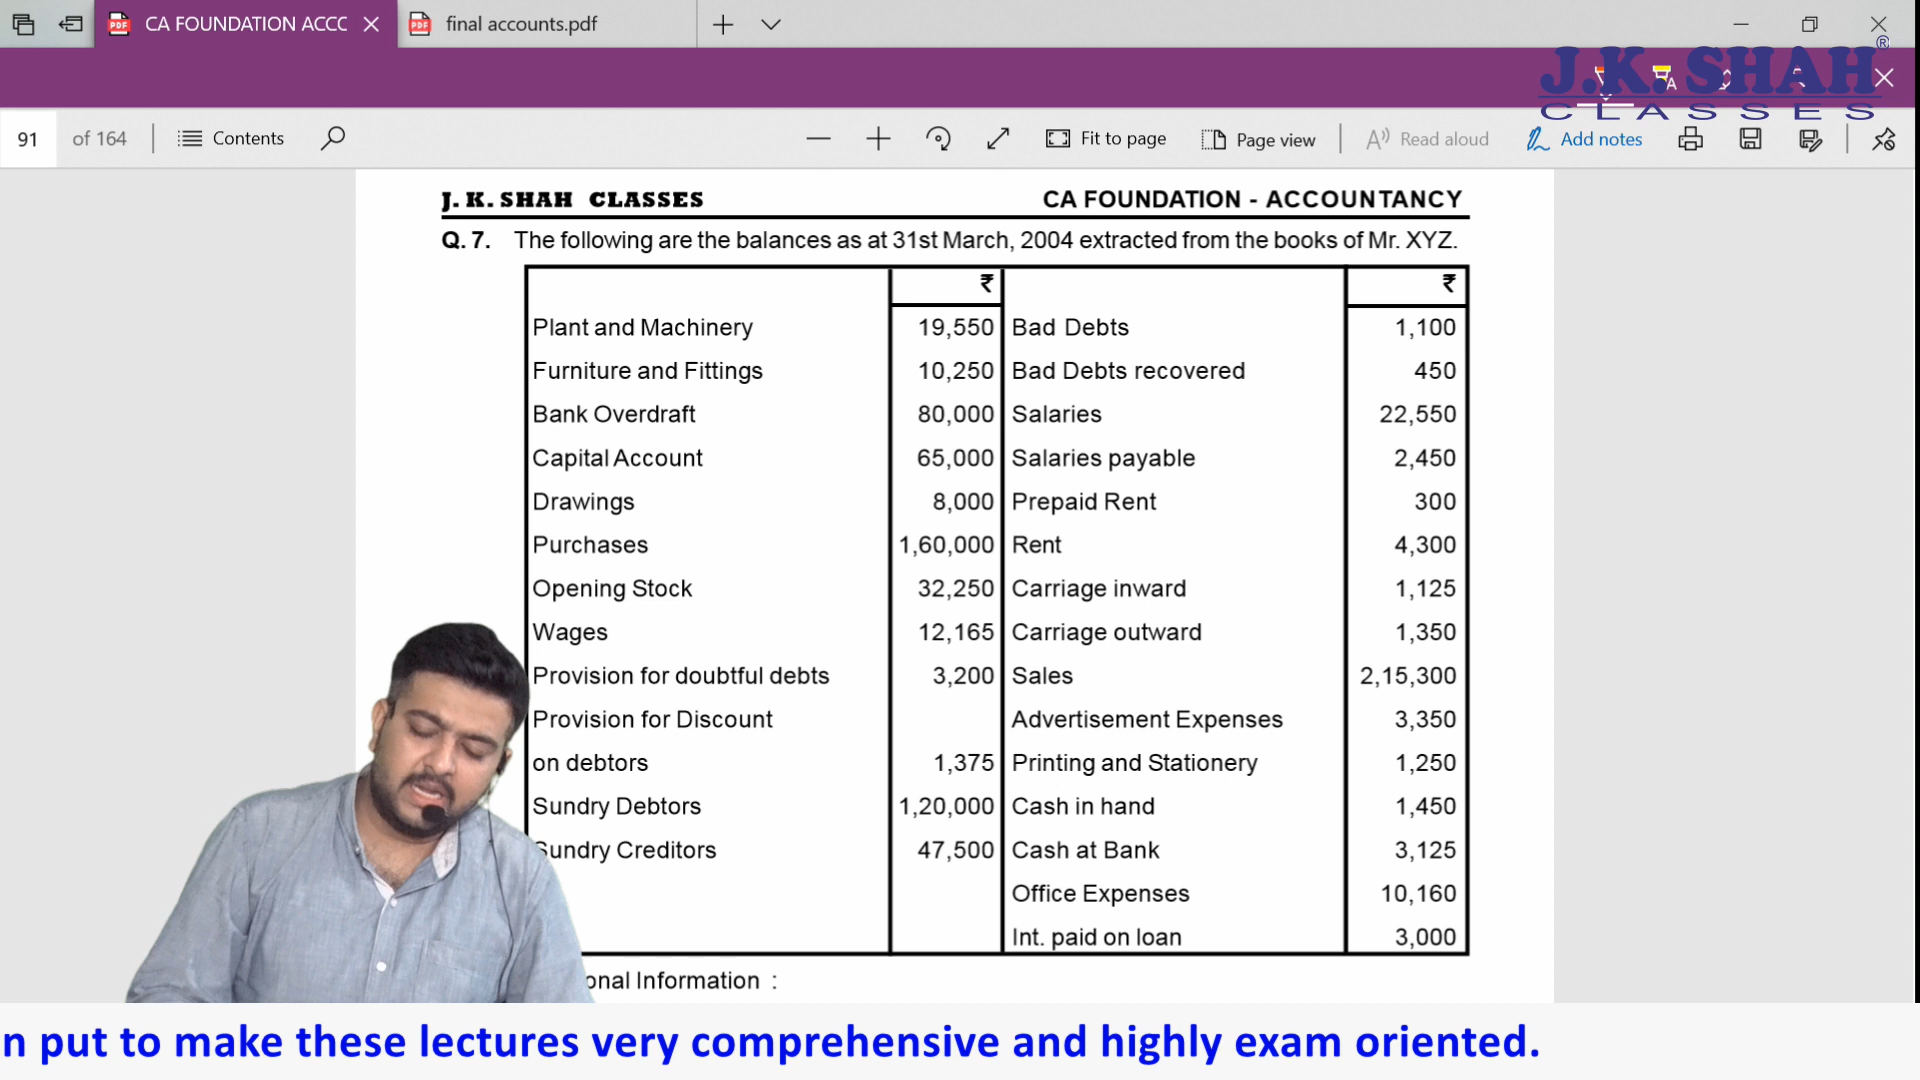 CA FOUNDATION ACCC
final accounts.pdf
J.K. SHAH®
CLASSES
91 of 164
Contents
Fit to page
Page view
Read aloud
Add notes
J. K. SHAH CLASSES CA FOUNDATION - ACCOUNTANCY
Q. 7. The following are the balances as at 31st March, 2004 extracted from the books of Mr. XYZ.
₹ ₹
Plant and Machinery 19,550 Bad Debts 1,100
Furniture and Fittings 10,250 Bad Debts recovered 450
Bank Overdraft 80,000 Salaries 22,550
Capital Account 65,000 Salaries payable 2,450
Drawings 8,000 Prepaid Rent 300
Purchases 1,60,000 Rent 4,300
Opening Stock 32,250 Carriage inward 1,125
Wages 12,165 Carriage outward 1,350
Provision for doubtful debts 3,200 Sales 2,15,300
Provision for Discount Advertisement Expenses 3,350
on debtors 1,375 Printing and Stationery 1,250
Sundry Debtors 1,20,000 Cash in hand 1,450
Sundry Creditors 47,500 Cash at Bank 3,125
Office Expenses 10,160
Int. paid on loan 3,000
onal Information :
n put to make these lectures very comprehensive and highly exam oriented.